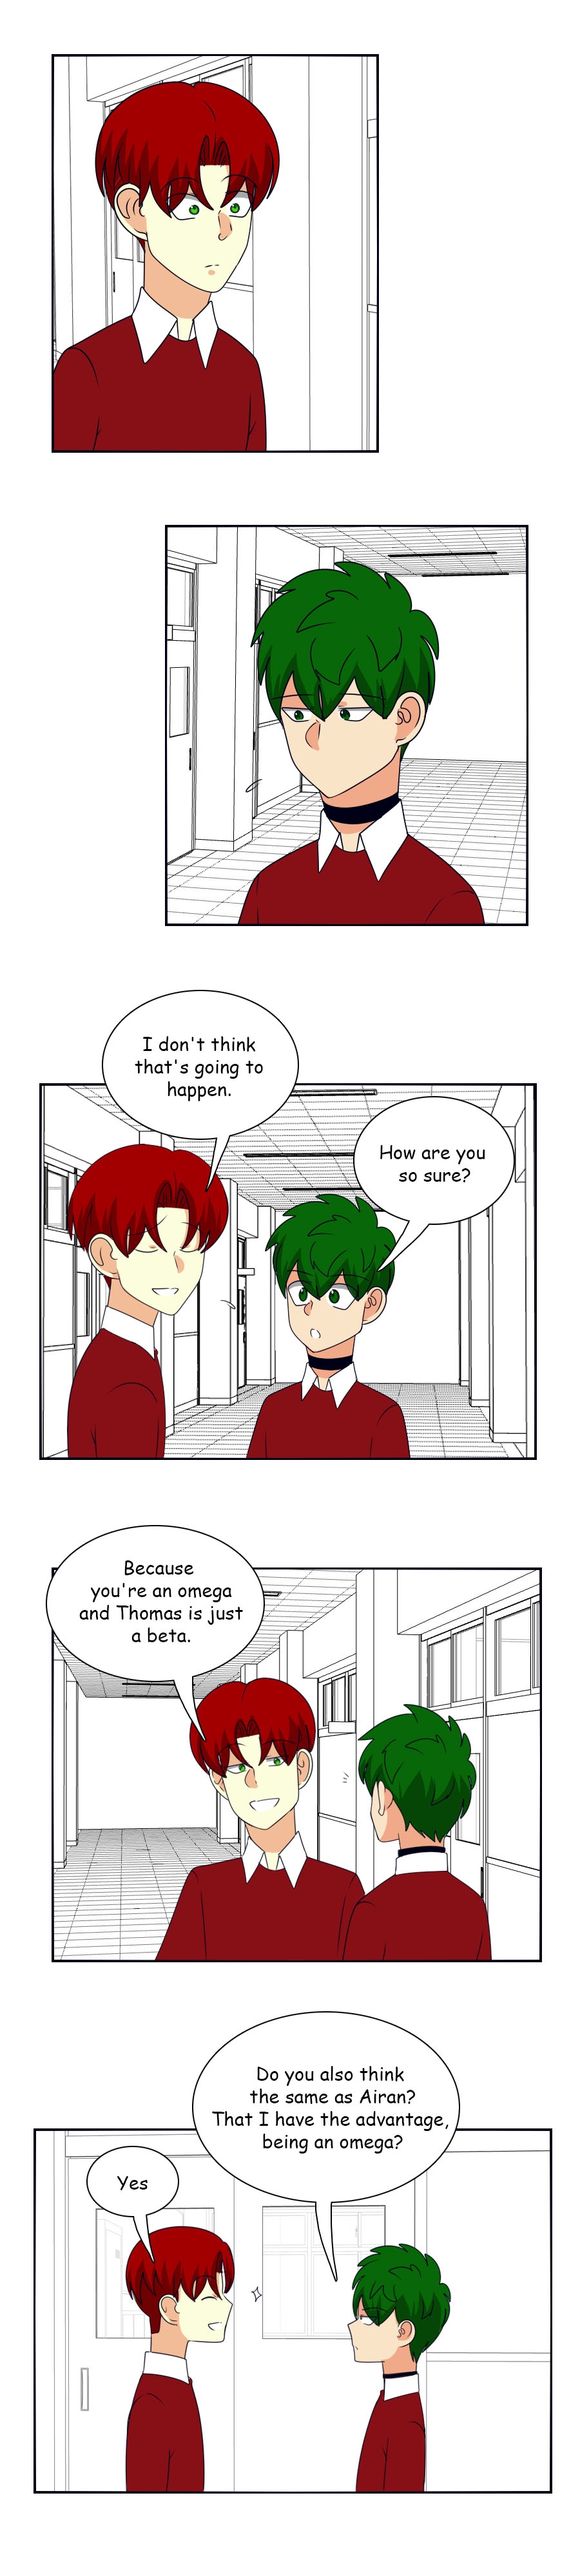 I don't think
that's going to
happen.
How are you
so sure?
Because
you're an omega
and Thomas is just
a beta.
Do you also think
the same as Airan?
That I have the advantage,
being an omega?
Yes